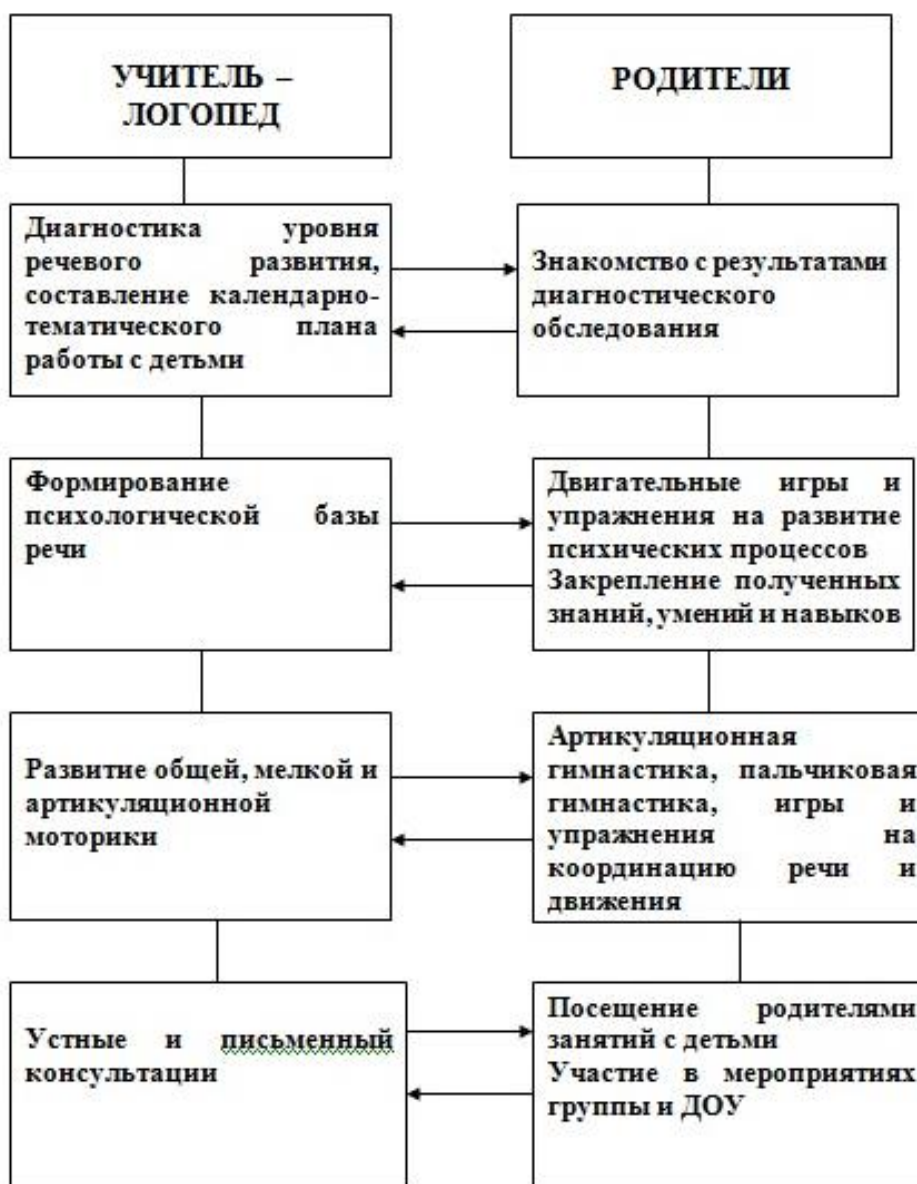 УЧИТЕЛЬ –
ЛОГОПЕД
РОДИТЕЛИ
Диагностика уровня
речевого развития,
составление календарно-
тематического плана
работы с детьми
Знакомство с результатами
диагностического
обследования
Формирование
психологической базы
речи
Двигательные игры и
упражнения на развитие
психических процессов
Закрепление полученных
знаний, умений и навыков
Развитие общей, мелкой и
артикуляционной
моторики
Артикуляционная
гимнастика, пальчиковая
гимнастика, игры и
упражнения на
координацию речи и
движения
Устные и письменный
консультации
Посещение родителями
занятий с детьми
Участие в мероприятиях
группы и ДОУ